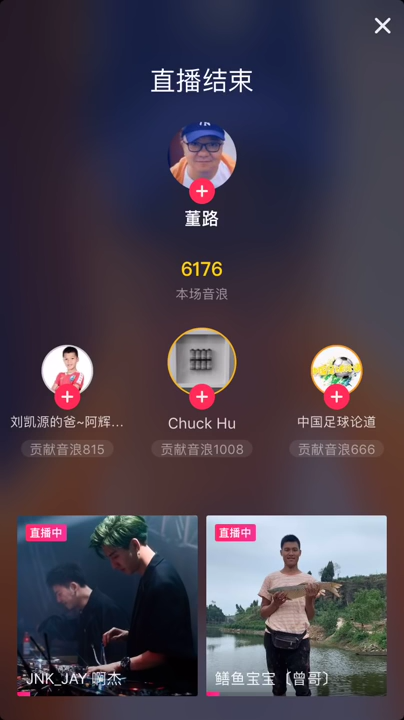 直播结束
董路
6176
本场音浪
刘凯源的爸~阿辉...
Chuck Hu
中国足球论道
贡献音浪815
贡献音浪1008
贡献音浪666
直播中
直播中
JNK_JAY 啊杰
鳝鱼宝宝〔曾哥〕